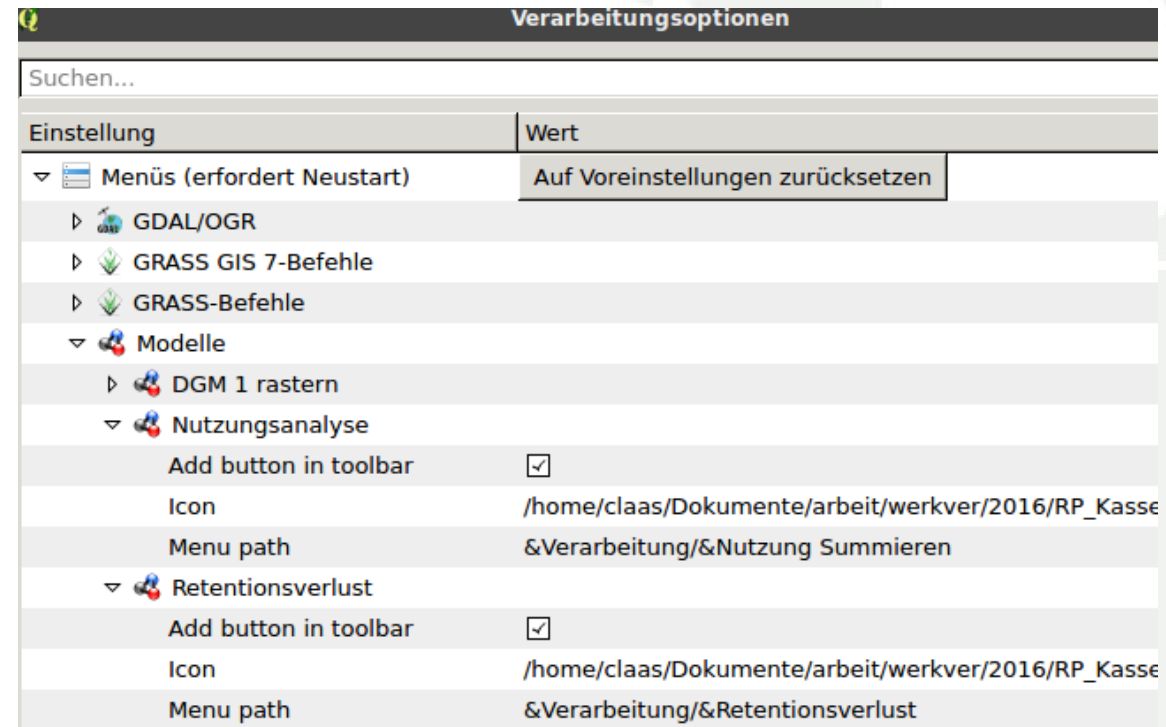 Verarbeitungsoptionen
Suchen...
Einstellung Wert
Menüs (erfordert Neustart) Auf Voreinstellungen zurücksetzen
GDAL/OGR
GRASS GIS 7-Befehle
GRASS-Befehle
Modelle
DGM 1 rastern
Nutzungsanalyse
Add button in toolbar
Icon /home/claas/Dokumente/arbeit/werkver/2016/RP_Kasse
Menu path &Verarbeitung/&Nutzung Summieren
Retentionsverlust
Add button in toolbar
Icon /home/claas/Dokumente/arbeit/werkver/2016/RP_Kasse
Menu path &Verarbeitung/&Retentionsverlust